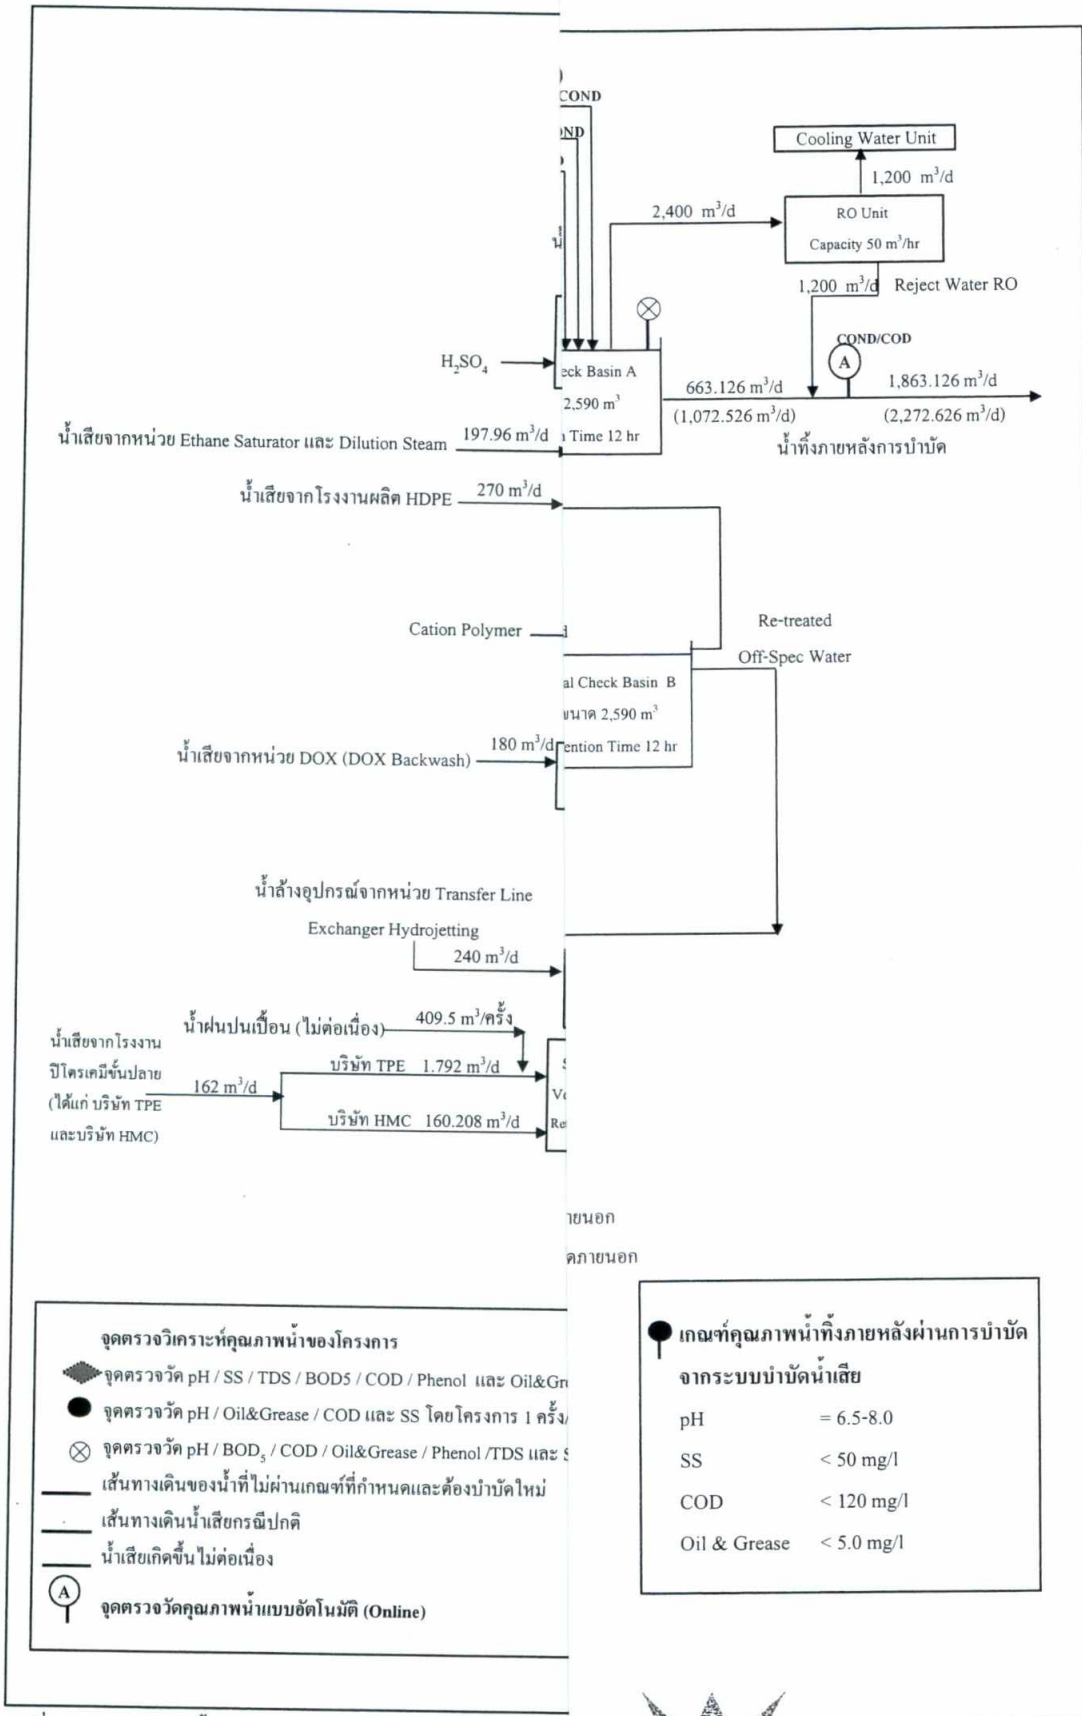 )
COND
OND
Cooling Water Unit
1,200 m³/d
2,400 m³/d
RO Unit
Capacity 50 m³/hr
1,200 m³/d Reject Water RO
COND/COD
A
H₂SO₄
eck Basin A
2,590 m³
n Time 12 hr
663.126 m³/d
(1,072.526 m³/d)
1,863.126 m³/d
(2,272.626 m³/d)
น้ำทิ้งภายหลังการบำบัด
น้ำเสียจากหน่วย Ethane Saturator และ Dilution Steam 197.96 m³/d
น้ำเสียจากโรงงานผลิต HDPE 270 m³/d
Cation Polymer
Re-treated
Off-Spec Water
al Check Basin B
ขนาด 2,590 m³
ention Time 12 hr
น้ำเสียจากหน่วย DOX (DOX Backwash) 180 m³/d
น้ำล้างอุปกรณ์จากหน่วย Transfer Line
Exchanger Hydrojetting
240 m³/d
น้ำฝนปนเปื้อน (ไม่ต่อเนื่อง) 409.5 m³/ครั้ง
น้ำเสียจากโรงงาน
ปิโตรเคมีขั้นปลาย
(ได้แก่ บริษัท TPE
และบริษัท HMC)
162 m³/d
บริษัท TPE 1.792 m³/d
บริษัท HMC 160.208 m³/d
S
Ve
Re
ายนอก
ดภายนอก
จุดตรวจวิเคราะห์คุณภาพน้ำของโครงการ
จุดตรวจวัด pH / SS / TDS / BOD5 / COD / Phenol และ Oil&Gr
จุดตรวจวัด pH / Oil&Grease / COD และ SS โดยโครงการ 1 ครั้ง/
จุดตรวจวัด pH / BOD₅ / COD / Oil&Grease / Phenol /TDS และ S
เส้นทางเดินของน้ำที่ไม่ผ่านเกณฑ์ที่กำหนดและต้องบำบัดใหม่
เส้นทางเดินน้ำเสียกรณีปกติ
น้ำเสียเกิดขึ้นไม่ต่อเนื่อง
A จุดตรวจวัดคุณภาพน้ำแบบอัตโนมัติ (Online)
เกณฑ์คุณภาพน้ำทิ้งภายหลังผ่านการบำบัด
จากระบบบำบัดน้ำเสีย
pH = 6.5-8.0
SS < 50 mg/l
COD < 120 mg/l
Oil & Grease < 5.0 mg/l